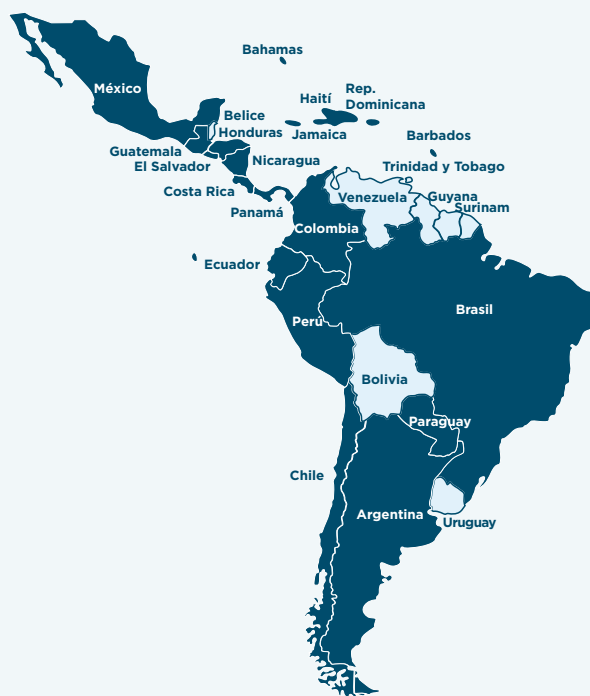 Bahamas
México
Haití
Rep.
Dominicana
Belice
Honduras
Jamaica
Barbados
Guatemala
El Salvador
Nicaragua
Trinidad y Tobago
Costa Rica
Venezuela
Guyana
Surinam
Panamá
Colombia
Ecuador
Brasil
Perú
Bolivia
Paraguay
Chile
Argentina
Uruguay